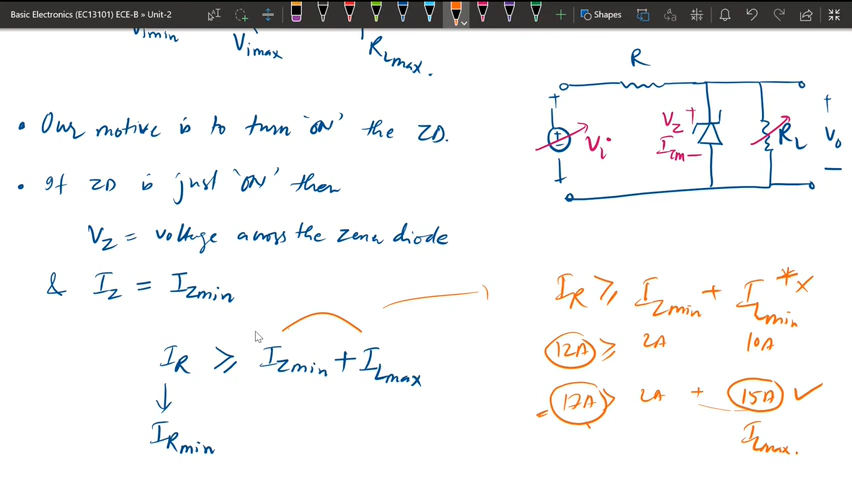 Basic Electronics (EC13101) ECE-B » Unit-2
Shapes
Vimin
Vimax
RLmax.
• Our motive is to turn 'ON' the ZD.
• If ZD is just 'ON' then
VZ = voltage across the zener diode
& IZ = IZmin
IR ≥ IZmin + ILmax
↓
IRmin
R
+
+
Vi
-
VZ +
IZm -
RL
+
Vo
-
IR ≥ IZmin + ILmin *×
12A ≥ 2A 10A
17A ≥ 2A + 15A ✓
ILmax.